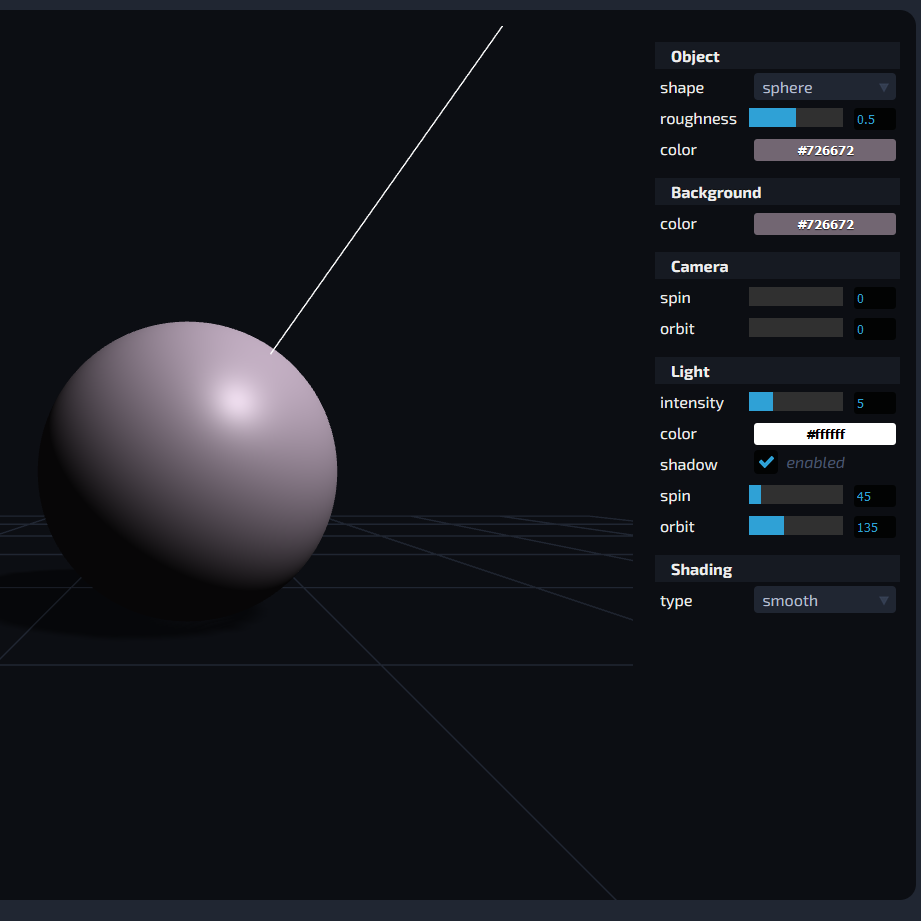 Object
shape sphere
roughness 0.5
color #726672
Background
color #726672
Camera
spin 0
orbit 0
Light
intensity 5
color #ffffff
shadow enabled
spin 45
orbit 135
Shading
type smooth